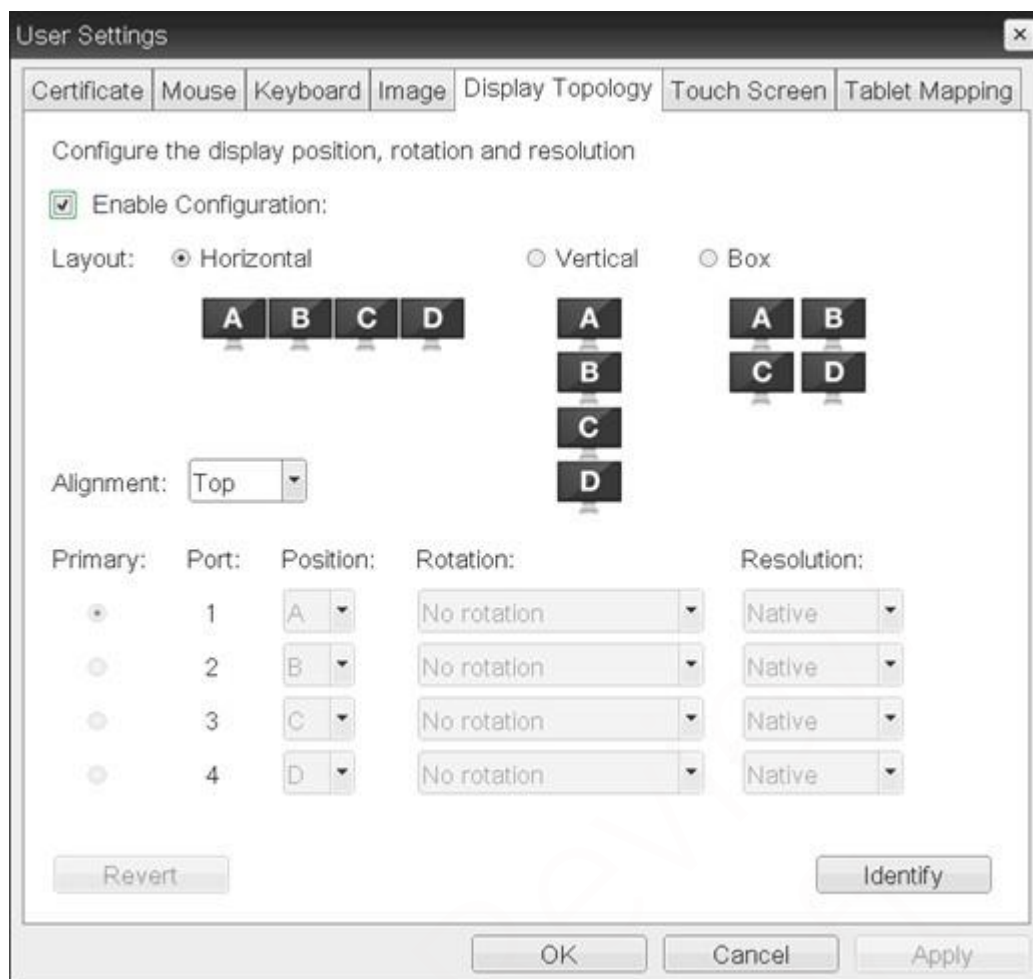 User Settings
Certificate Mouse Keyboard Image Display Topology Touch Screen Tablet Mapping
Configure the display position, rotation and resolution
Enable Configuration:
Layout: Horizontal Vertical Box
A B C D A A B
B C D
C
Alignment: Top D
Primary: Port: Position: Rotation: Resolution:
1 A No rotation Native
2 B No rotation Native
3 C No rotation Native
4 D No rotation Native
Revert Identify
OK Cancel Apply